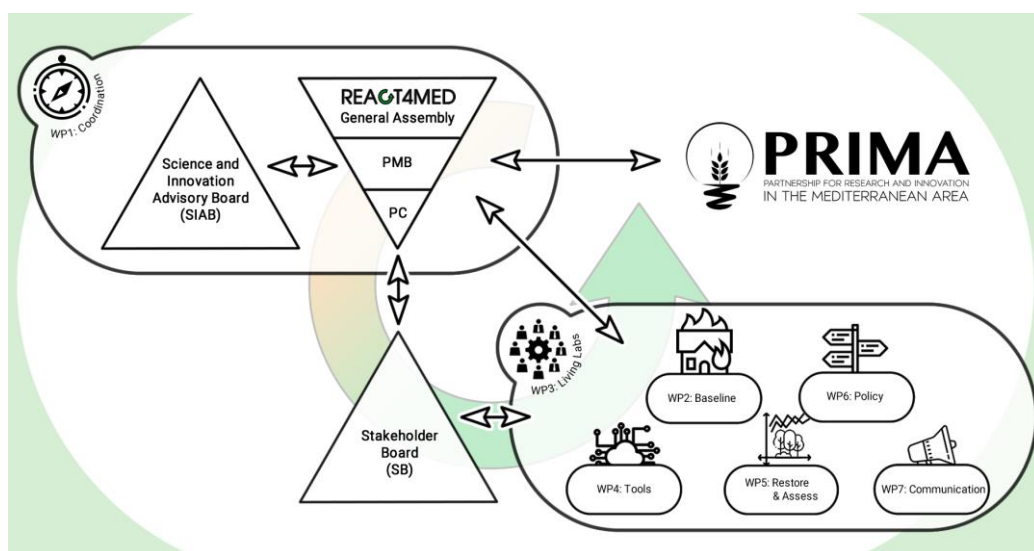 WP1: Coordination
Science and
Innovation
Advisory Board
(SIAB)
REACT4MED
General Assembly
PMB
PC
PRIMA
PARTNERSHIP FOR RESEARCH AND INNOVATION
IN THE MEDITERRANEAN AREA
Stakeholder
Board
(SB)
WP3: Living Labs
WP2: Baseline
WP6: Policy
WP4: Tools
WP5: Restore
& Assess
WP7: Communication